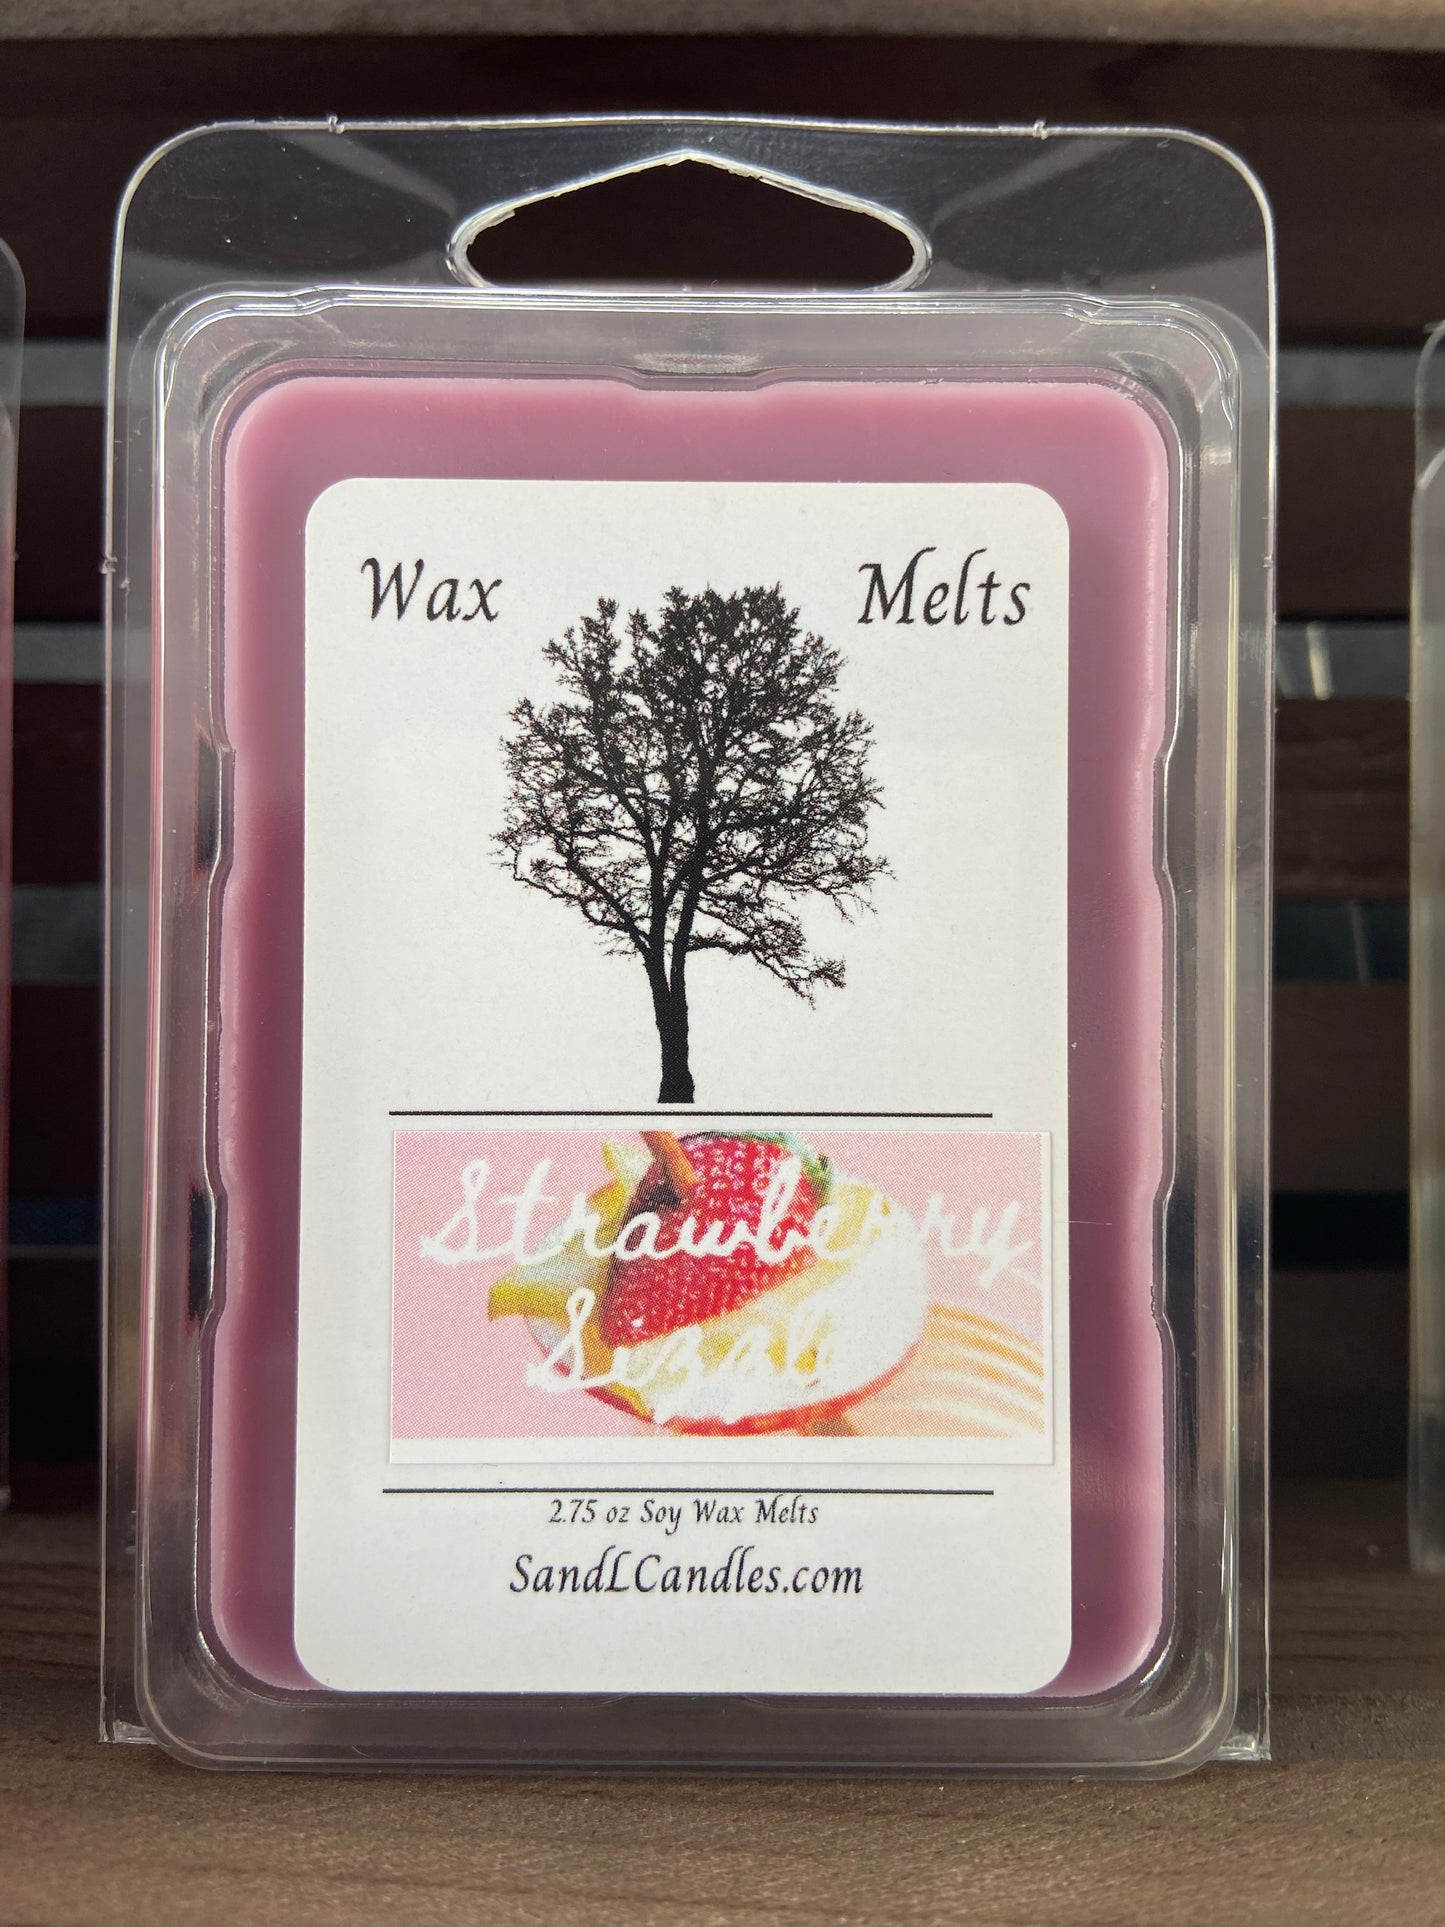 Wax Melts
Strawberry
2.75 oz Soy Wax Melts
SandLCandles.com